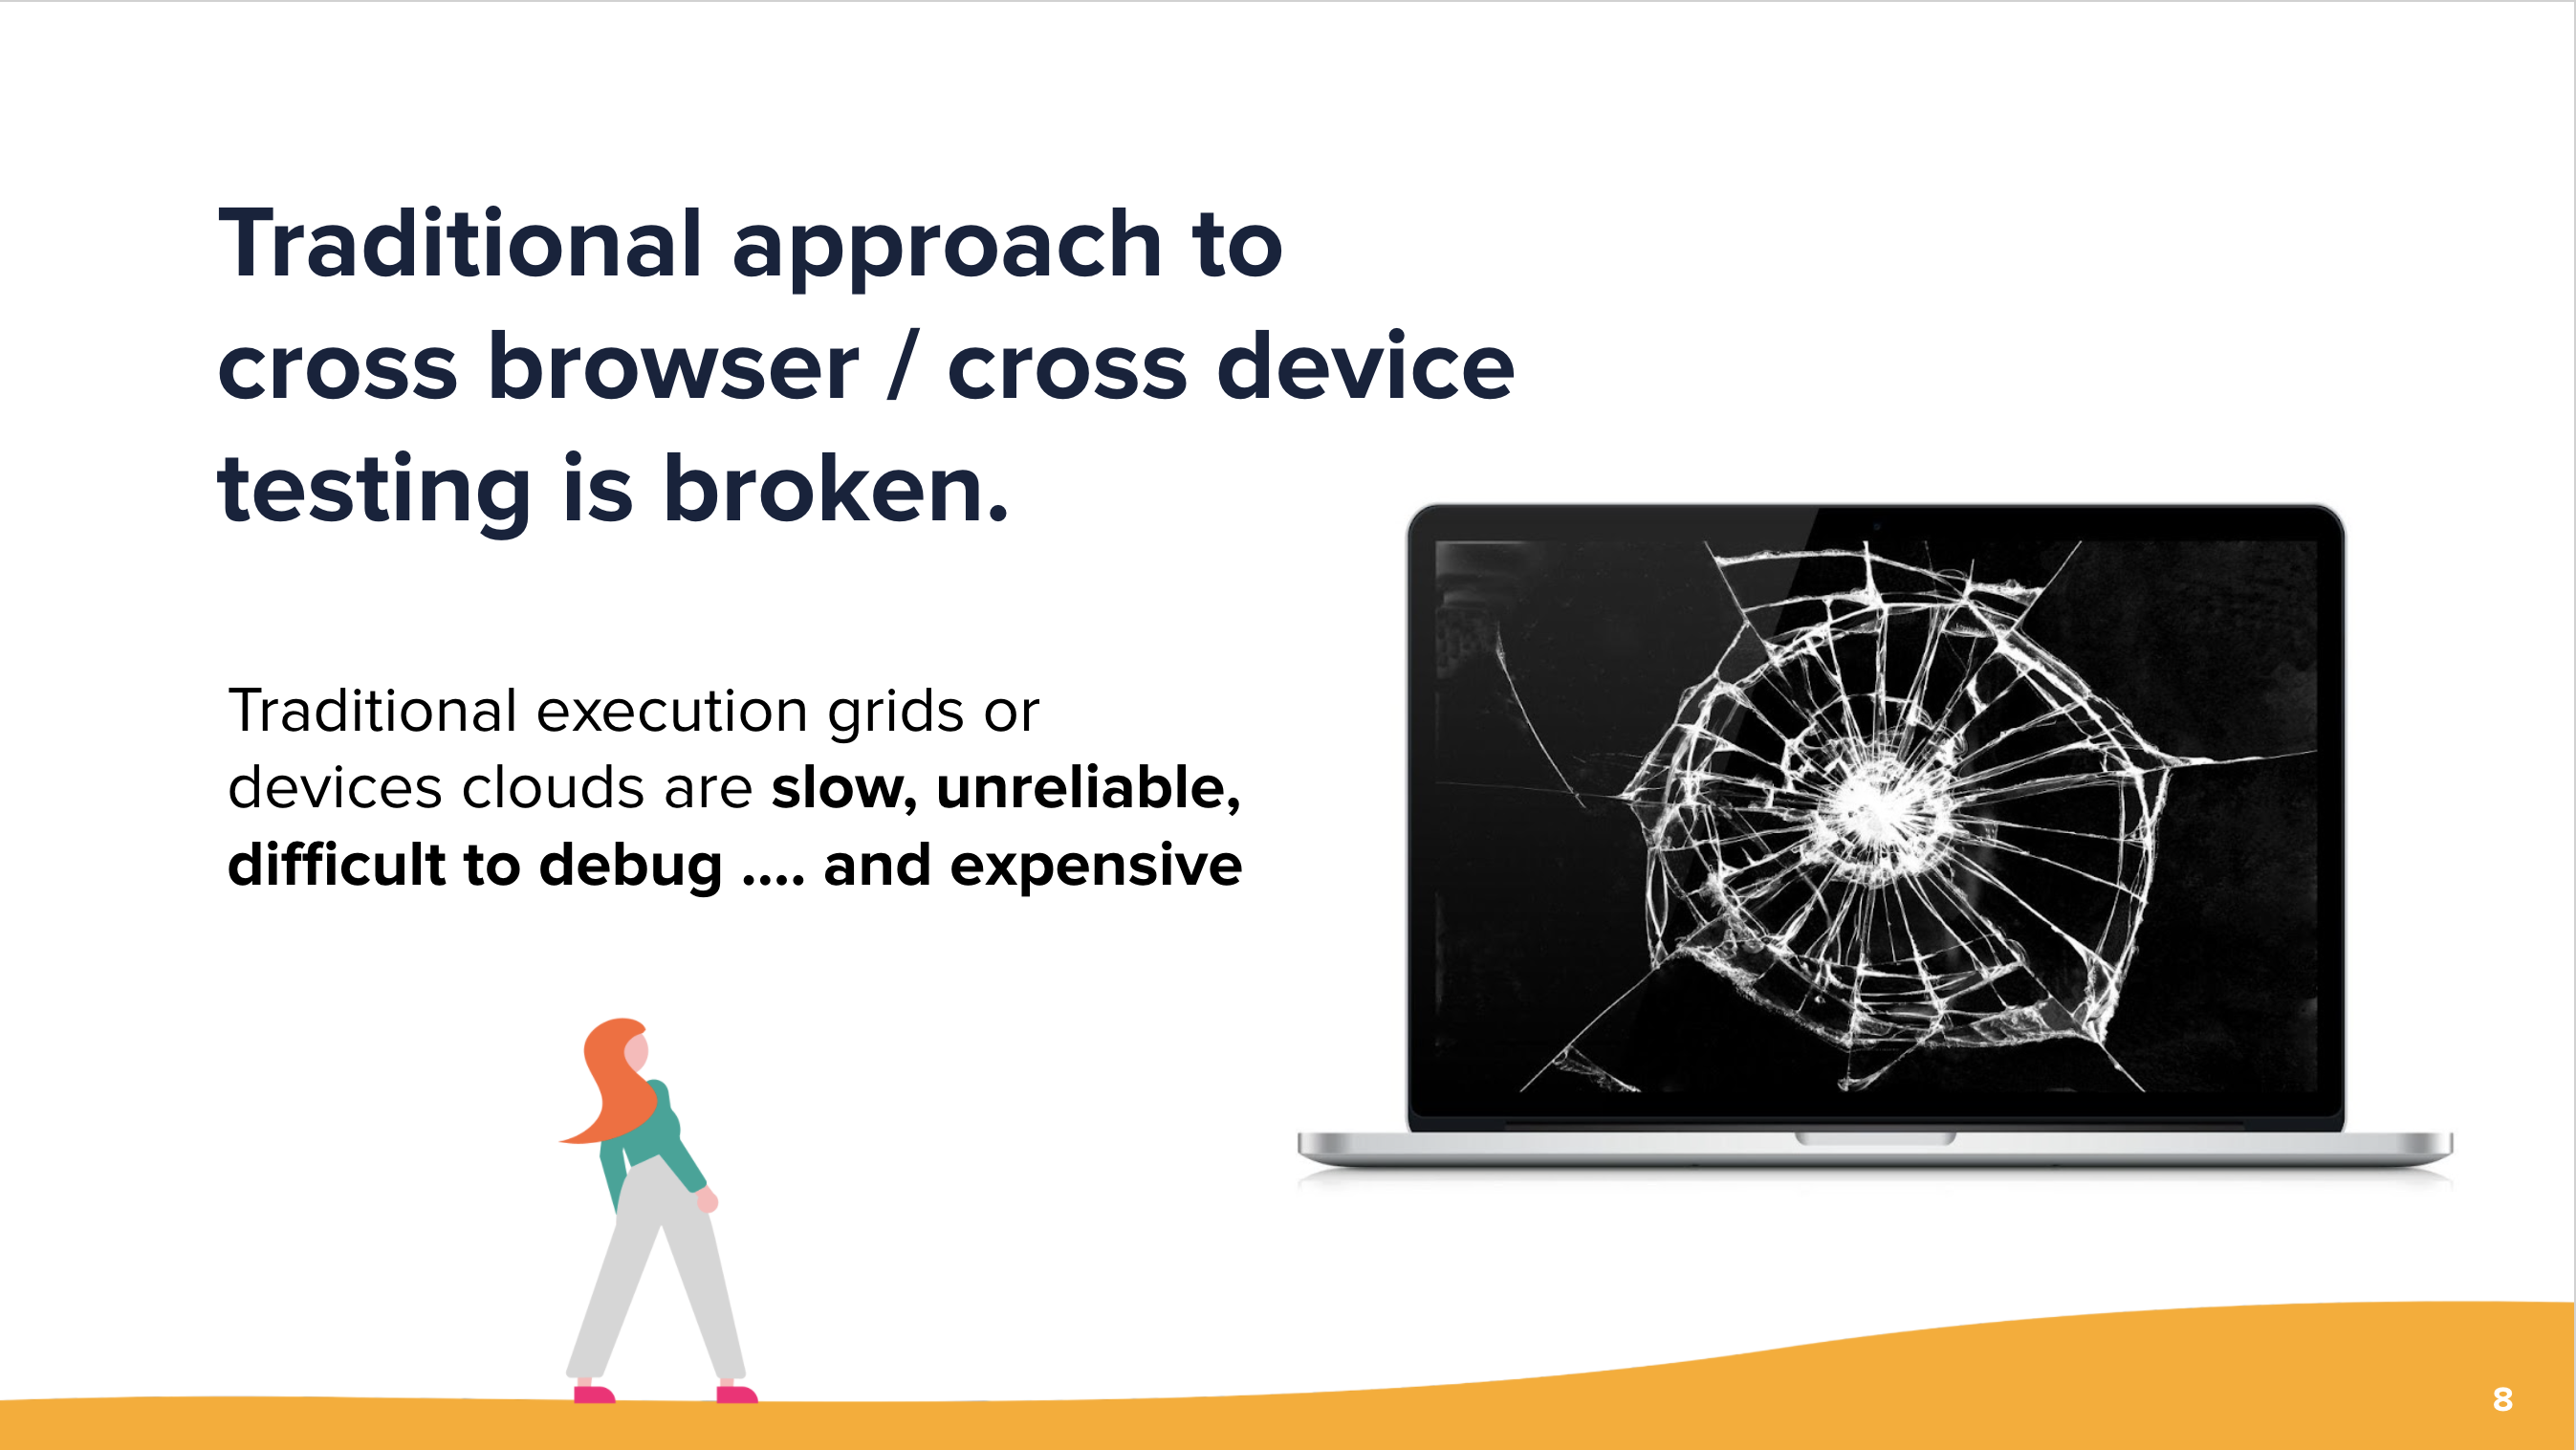 Traditional approach to
cross browser / cross device
testing is broken.
Traditional execution grids or
devices clouds are slow, unreliable,
difficult to debug .... and expensive
8